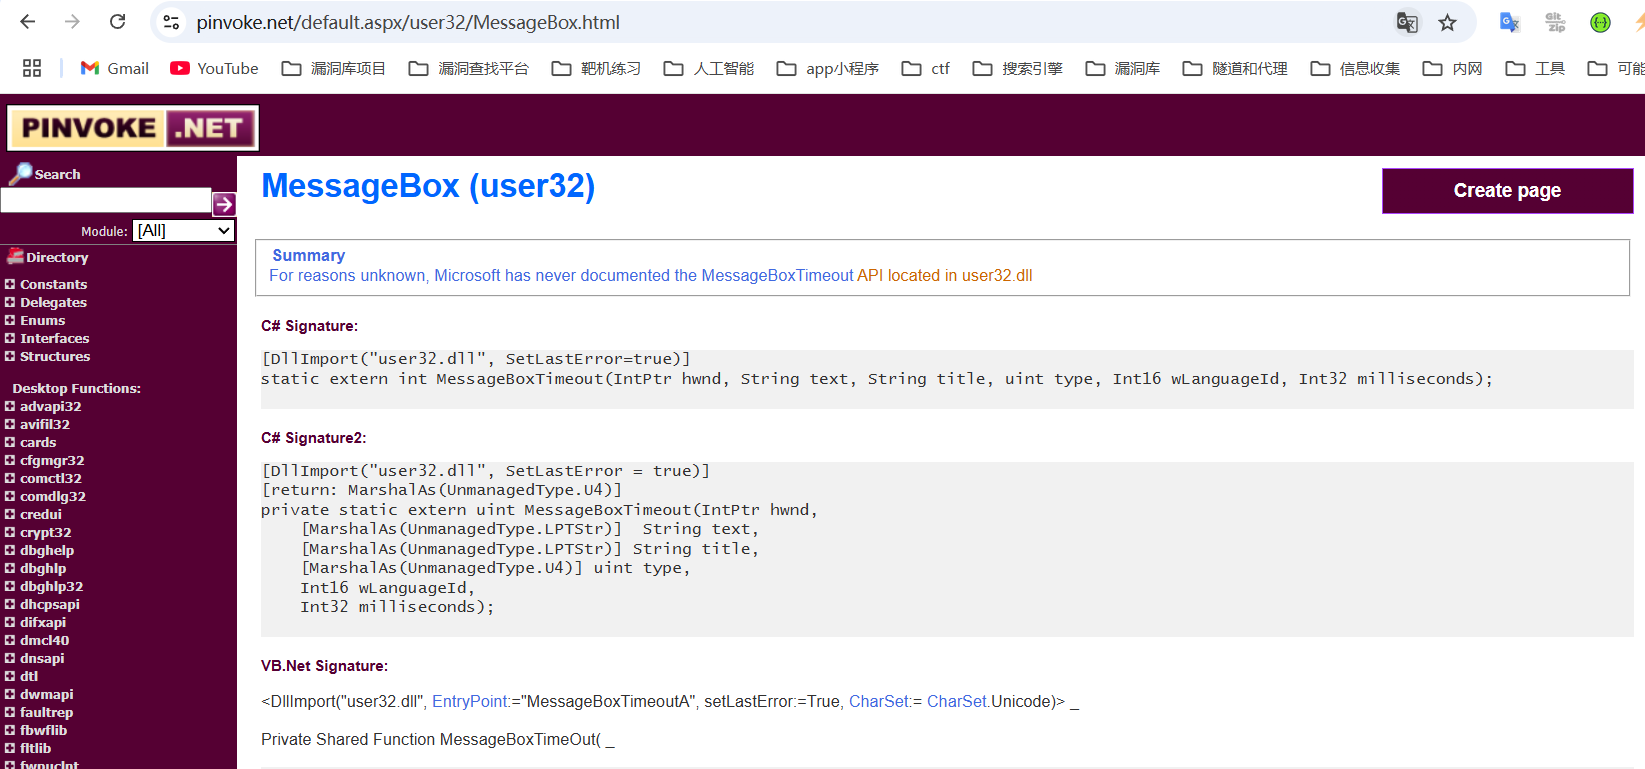 pinvoke.net/default.aspx/user32/MessageBox.html
Gmail YouTube 漏洞库项目 漏洞查找平台 靶机练习 人工智能 app小程序 ctf 搜索引擎 漏洞库 隧道和代理 信息收集 内网 工具 可能
PINVOKE .NET
Search
Module: [All]
Directory
Constants
Delegates
Enums
Interfaces
Structures
Desktop Functions:
advapi32
avifil32
cards
cfgmgr32
comctl32
comdlg32
credui
crypt32
dbghelp
dbghlp
dbghlp32
dhcpsapi
difxapi
dmcl40
dnsapi
dtl
dwmapi
faultrep
fbwflib
fltlib
fwpuclnt
MessageBox (user32)
Create page
Summary
For reasons unknown, Microsoft has never documented the MessageBoxTimeout API located in user32.dll
C# Signature:
[DllImport("user32.dll", SetLastError=true)]
static extern int MessageBoxTimeout(IntPtr hwnd, String text, String title, uint type, Int16 wLanguageId, Int32 milliseconds);
C# Signature2:
[DllImport("user32.dll", SetLastError = true)]
[return: MarshalAs(UnmanagedType.U4)]
private static extern uint MessageBoxTimeout(IntPtr hwnd,
[MarshalAs(UnmanagedType.LPTStr)]  String text,
[MarshalAs(UnmanagedType.LPTStr)] String title,
[MarshalAs(UnmanagedType.U4)] uint type,
Int16 wLanguageId,
Int32 milliseconds);
VB.Net Signature:
<DllImport("user32.dll", EntryPoint:="MessageBoxTimeoutA", setLastError:=True, CharSet:= CharSet.Unicode)> _
Private Shared Function MessageBoxTimeOut( _